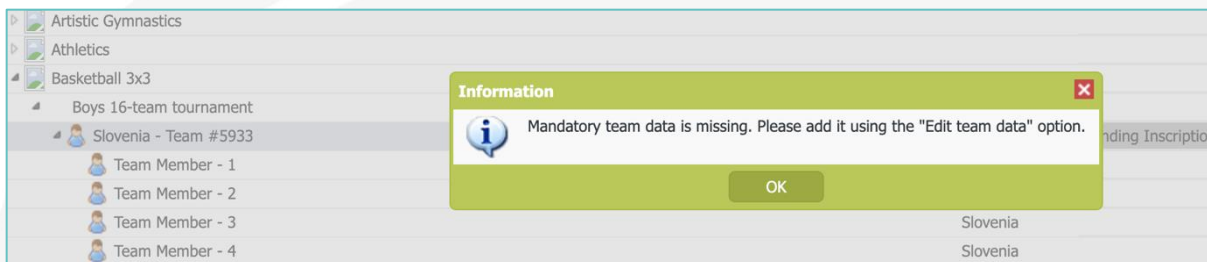 Artistic Gymnastics
Athletics
Basketball 3x3
Information
Boys 16-team tournament
Mandatory team data is missing. Please add it using the "Edit team data" option.
Slovenia - Team #5933
nding Inscriptio
Team Member - 1
OK
Team Member - 2
Team Member - 3 Slovenia
Team Member - 4 Slovenia